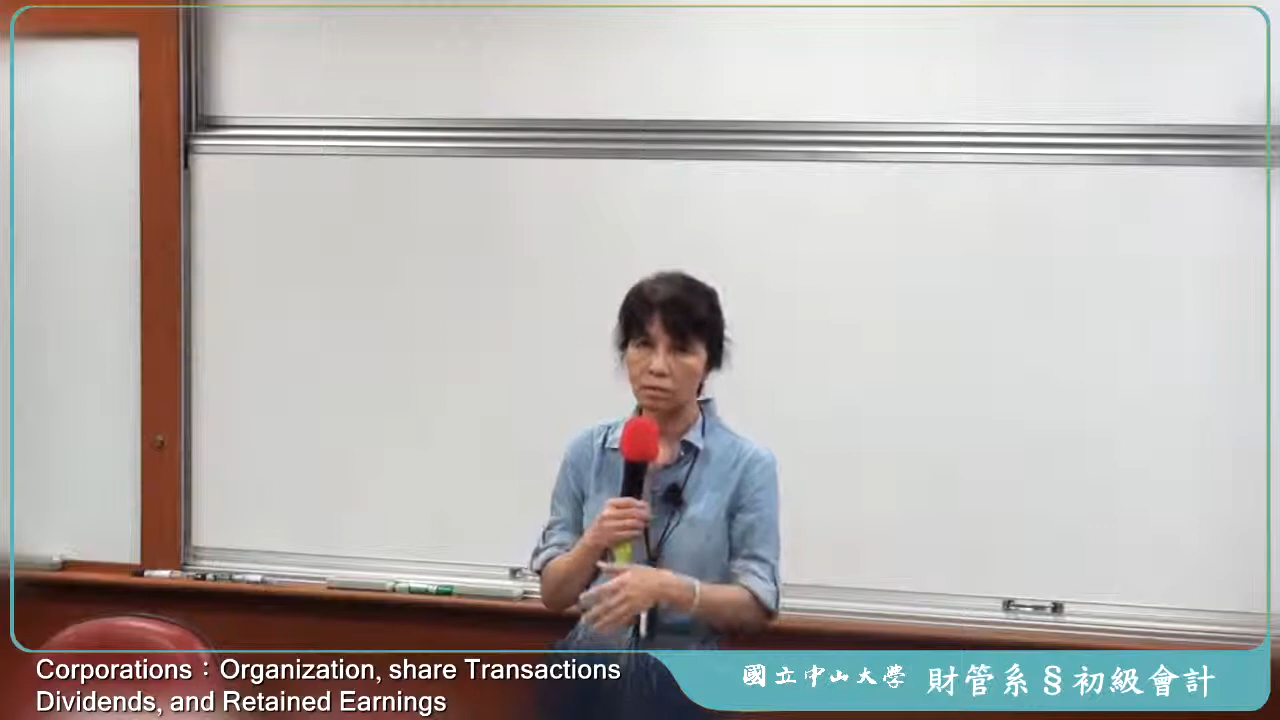 Corporations：Organization, share Transactions
Dividends, and Retained Earnings
國立中山大學 財管系§初級會計